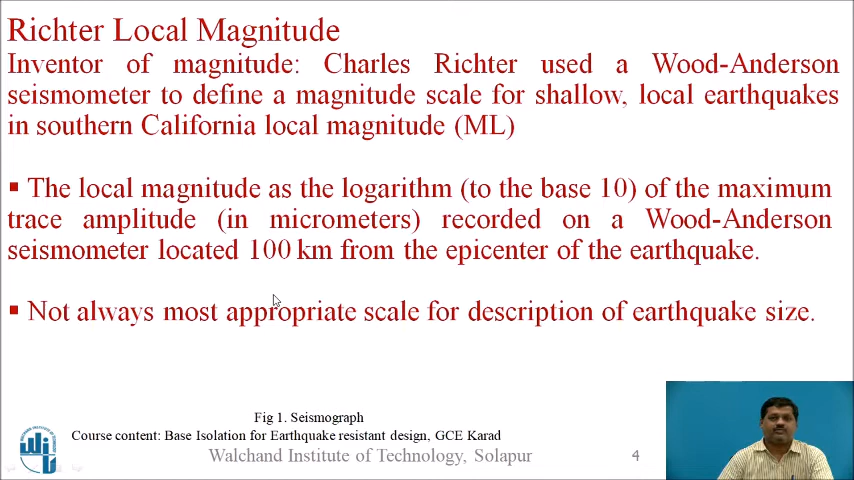 Richter Local Magnitude
Inventor of magnitude: Charles Richter used a Wood-Anderson
seismometer to define a magnitude scale for shallow, local earthquakes
in southern California local magnitude (ML)
▪ The local magnitude as the logarithm (to the base 10) of the maximum
trace amplitude (in micrometers) recorded on a Wood-Anderson
seismometer located 100 km from the epicenter of the earthquake.
▪ Not always most appropriate scale for description of earthquake size.
Fig 1. Seismograph
Course content: Base Isolation for Earthquake resistant design, GCE Karad
Walchand Institute of Technology, Solapur
4